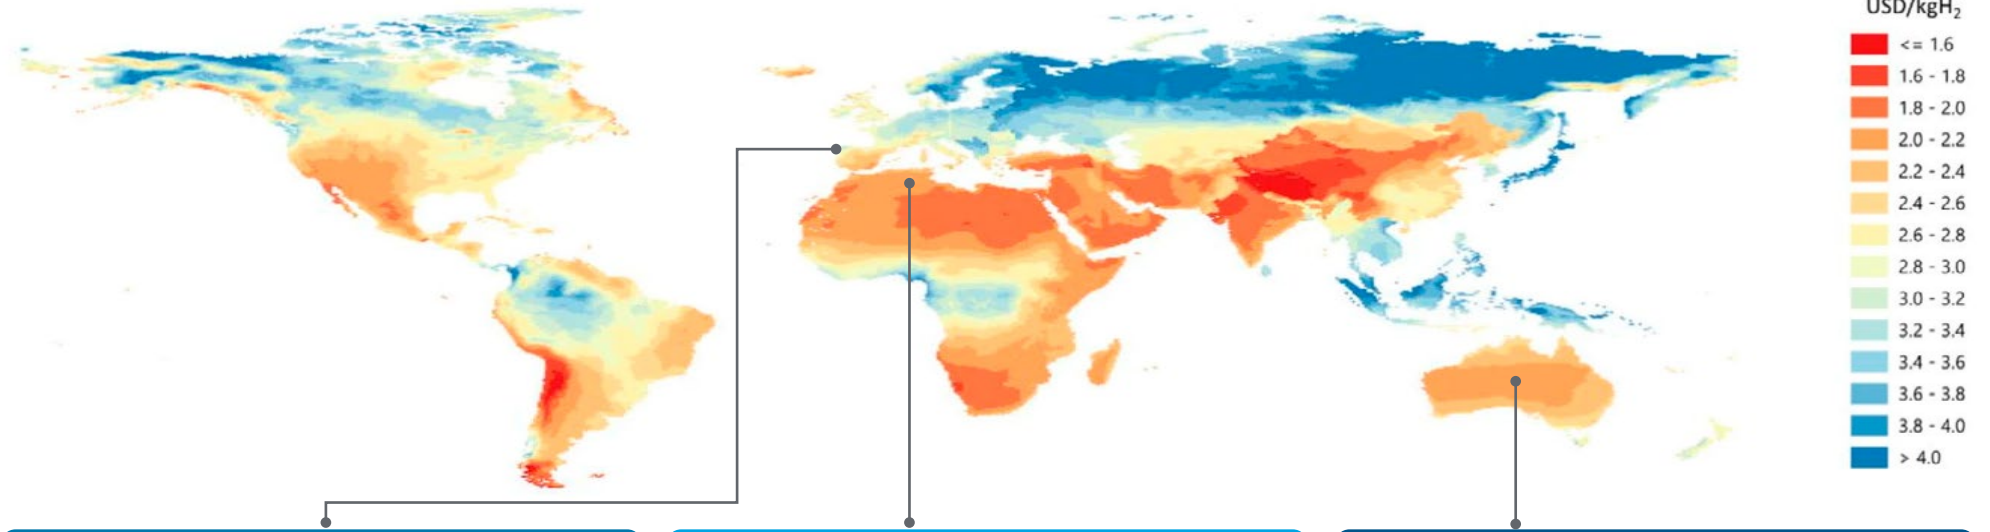 USD/kgH₂
<= 1.6
1.6 - 1.8
1.8 - 2.0
2.0 - 2.2
2.2 - 2.4
2.4 - 2.6
2.6 - 2.8
2.8 - 3.0
3.0 - 3.2
3.2 - 3.4
3.4 - 3.6
3.6 - 3.8
3.8 - 4.0
> 4.0